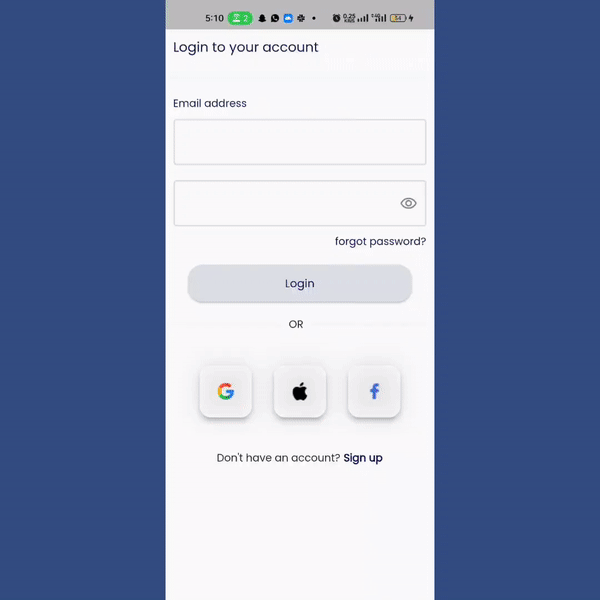 5:10 2 0.25 KB/S 54
Login to your account
Email address
forgot password?
Login
OR
Don't have an account? Sign up